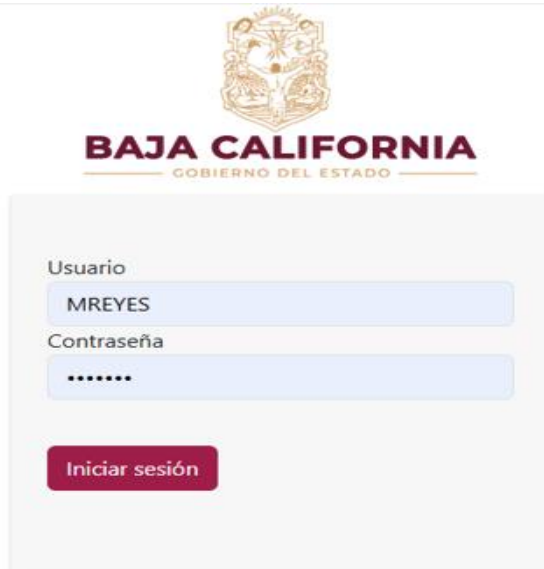 BAJA CALIFORNIA
GOBIERNO DEL ESTADO
Usuario
MREYES
Contraseña
•••••••
Iniciar sesión